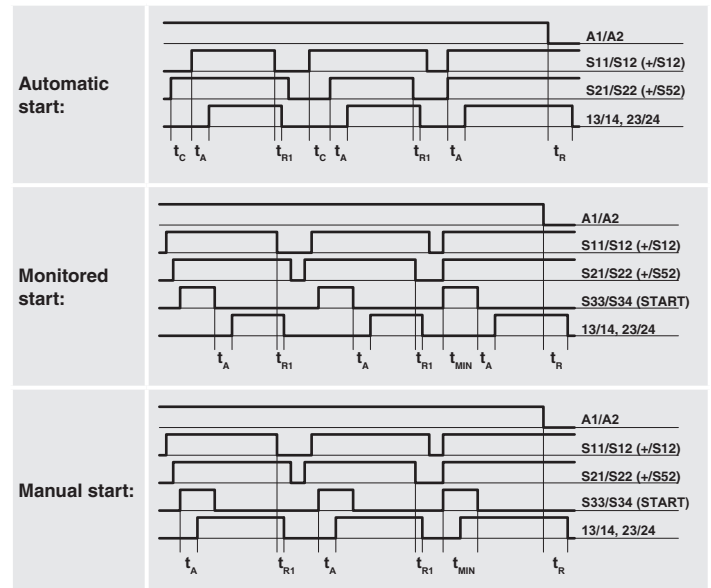 Automatic
start:
A1/A2
S11/S12 (+/S12)
S21/S22 (+/S52)
13/14, 23/24
tC tA tR1 tC tA tR1 tA tR
Monitored
start:
A1/A2
S11/S12 (+/S12)
S21/S22 (+/S52)
S33/S34 (START)
13/14, 23/24
tA tR1 tA tR1 tMIN tA tR
Manual start:
A1/A2
S11/S12 (+/S12)
S21/S22 (+/S52)
S33/S34 (START)
13/14, 23/24
tA tR1 tA tR1 tMIN tR